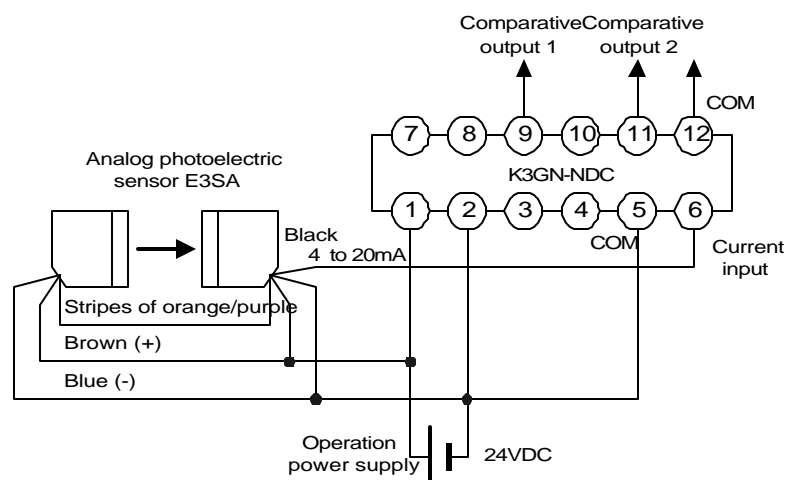 ComparativeComparative
output 1 output 2
COM
7 8 9 10 11 12
Analog photoelectric
sensor E3SA
K3GN-NDC
1 2 3 4 5 6
Black
COM
4 to 20mA
Current
input
Stripes of orange/purple
Brown (+)
Blue (-)
Operation
power supply
24VDC